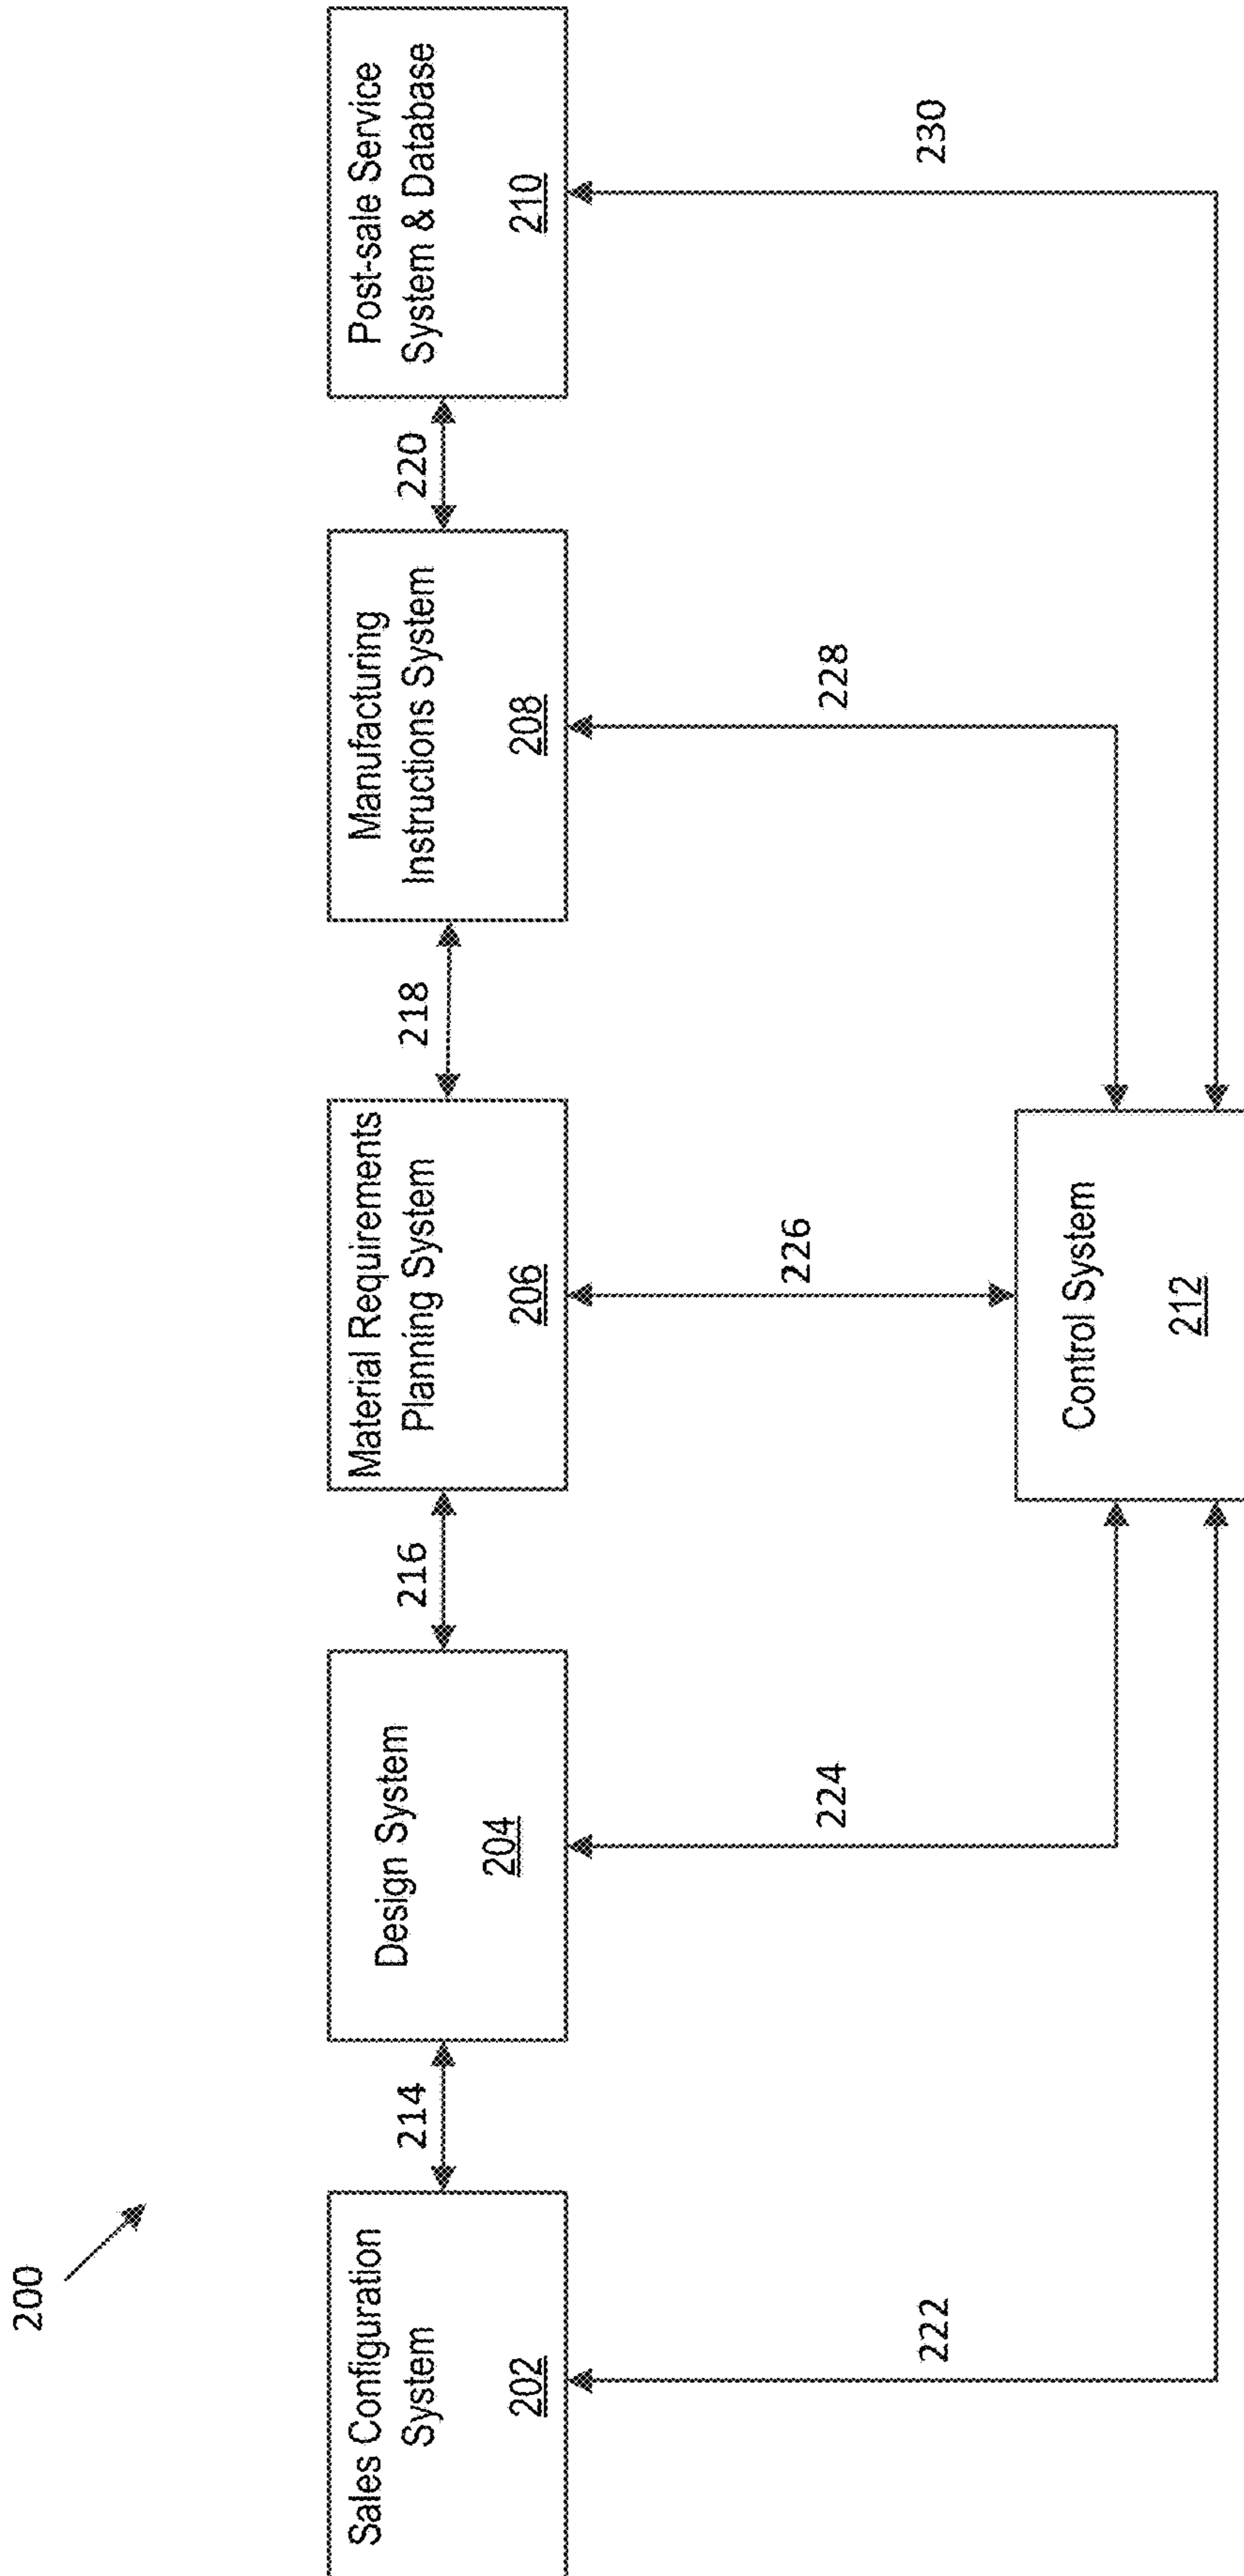 200
Sales Configuration
System
202
214
Design System
204
216
Material Requirements
Planning System
206
218
Manufacturing
Instructions System
208
220
Post-sale Service
System & Database
210
222
224
226
228
230
Control System
212